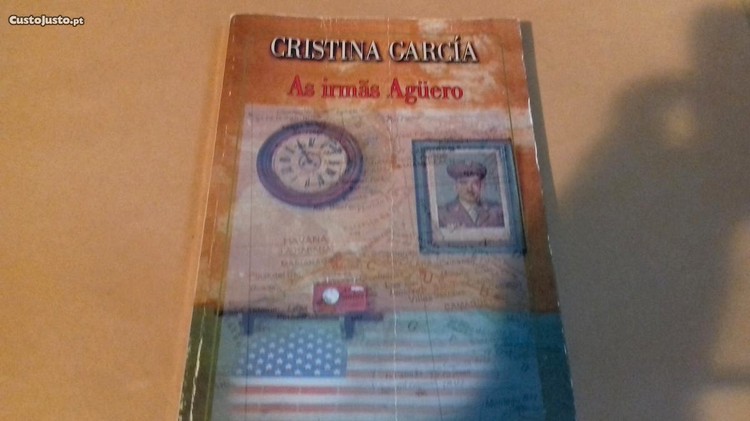 CustoJusto.pt
CRISTINA GARCÍA
As irmãs Agüero
HAVANA